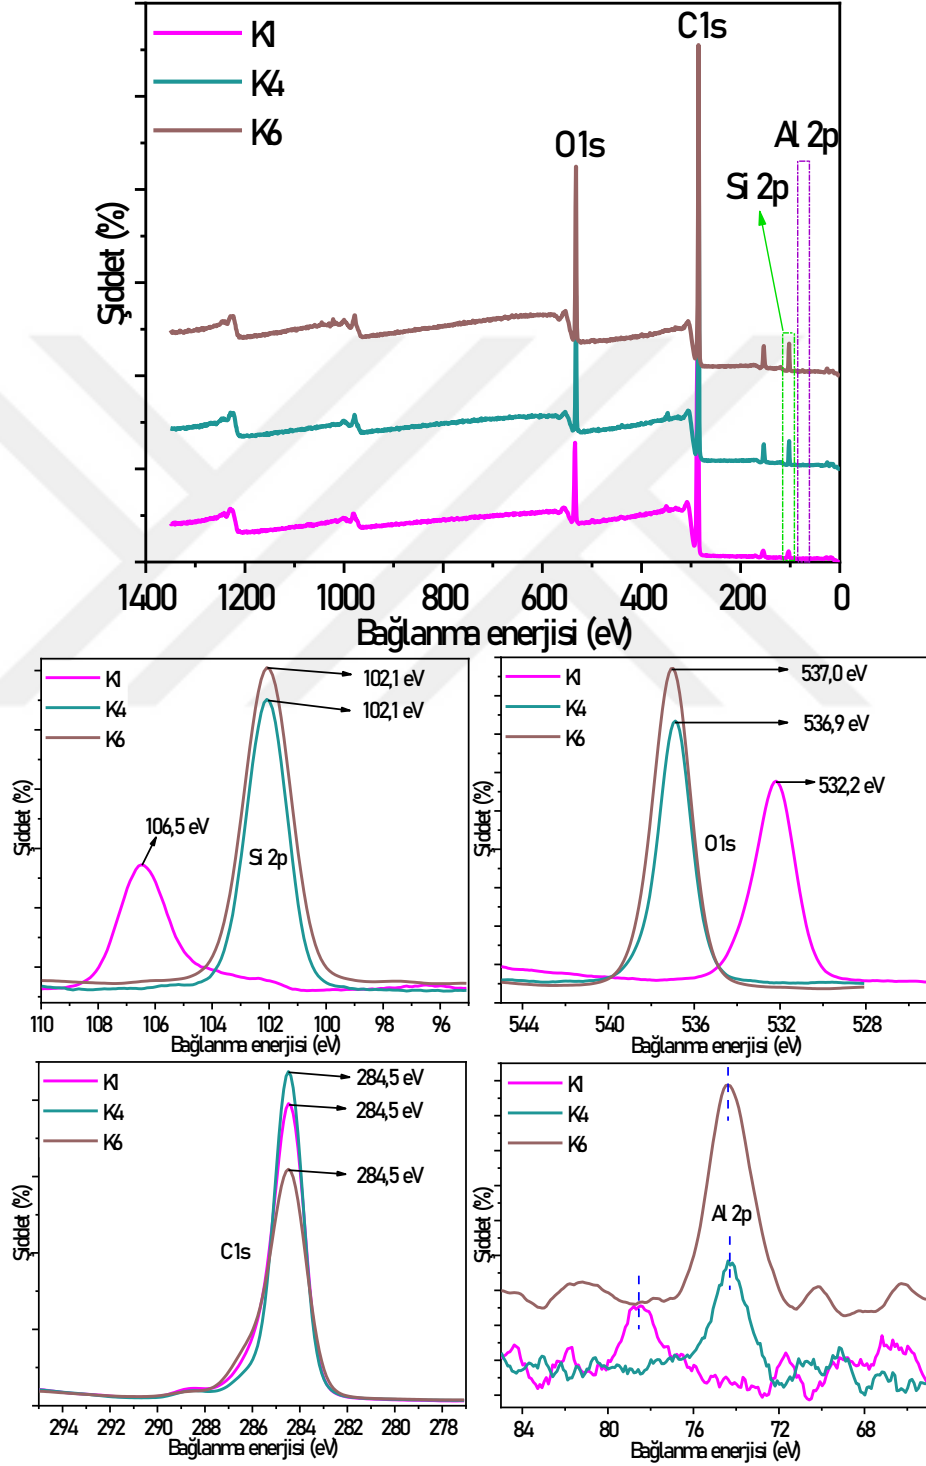 K1
K4
K6
C1s
O1s
Al 2p
Si 2p
Şiddet (%)
1400 1200 1000 800 600 400 200 0
Bağlanma enerjisi (eV)
K1
K4
K6
102,1 eV
102,1 eV
106,5 eV
Si 2p
Şiddet (%)
110 108 106 104 102 100 98 96
Bağlanma enerjisi (eV)
K1
K4
K6
537,0 eV
536,9 eV
532,2 eV
O1s
Şiddet (%)
544 540 536 532 528
Bağlanma enerjisi (eV)
K1
K4
K6
284,5 eV
284,5 eV
284,5 eV
C1s
Şiddet (%)
294 292 290 288 286 284 282 280 278
Bağlanma enerjisi (eV)
K1
K4
K6
Al 2p
Şiddet (%)
84 80 76 72 68
Bağlanma enerjisi (eV)